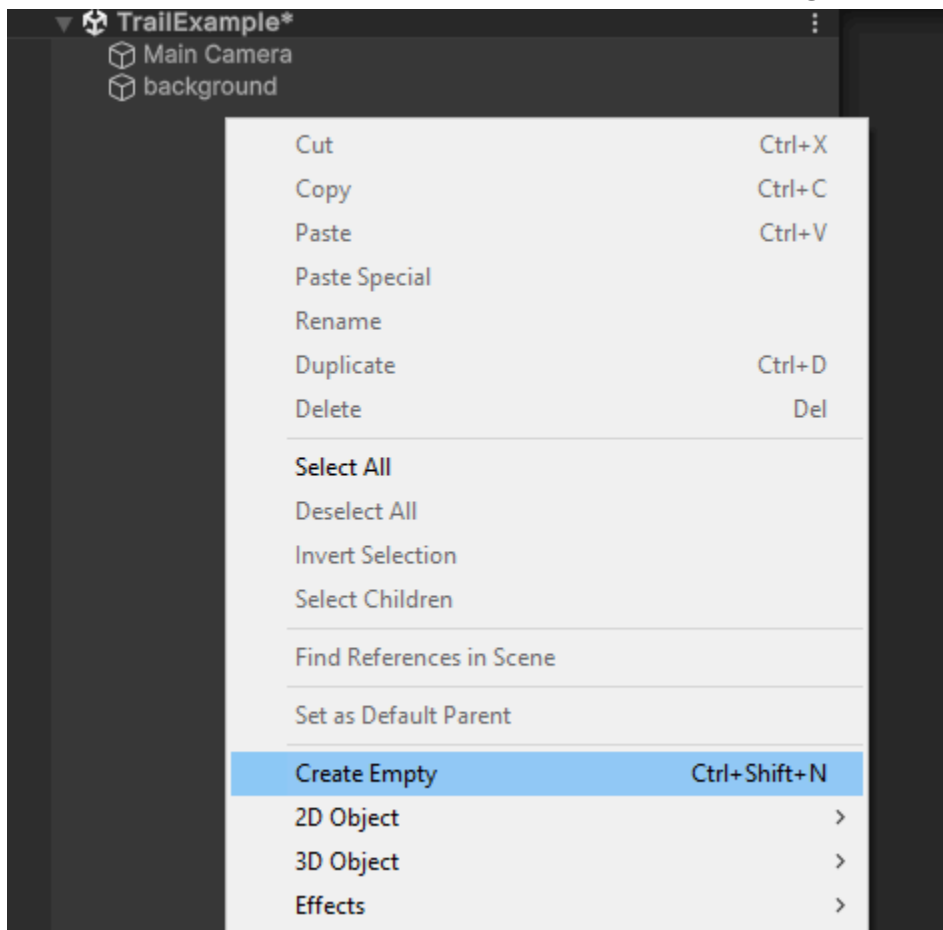 TrailExample*
Main Camera
background
Cut Ctrl+X
Copy Ctrl+C
Paste Ctrl+V
Paste Special
Rename
Duplicate Ctrl+D
Delete Del
Select All
Deselect All
Invert Selection
Select Children
Find References in Scene
Set as Default Parent
Create Empty Ctrl+Shift+N
2D Object
3D Object
Effects